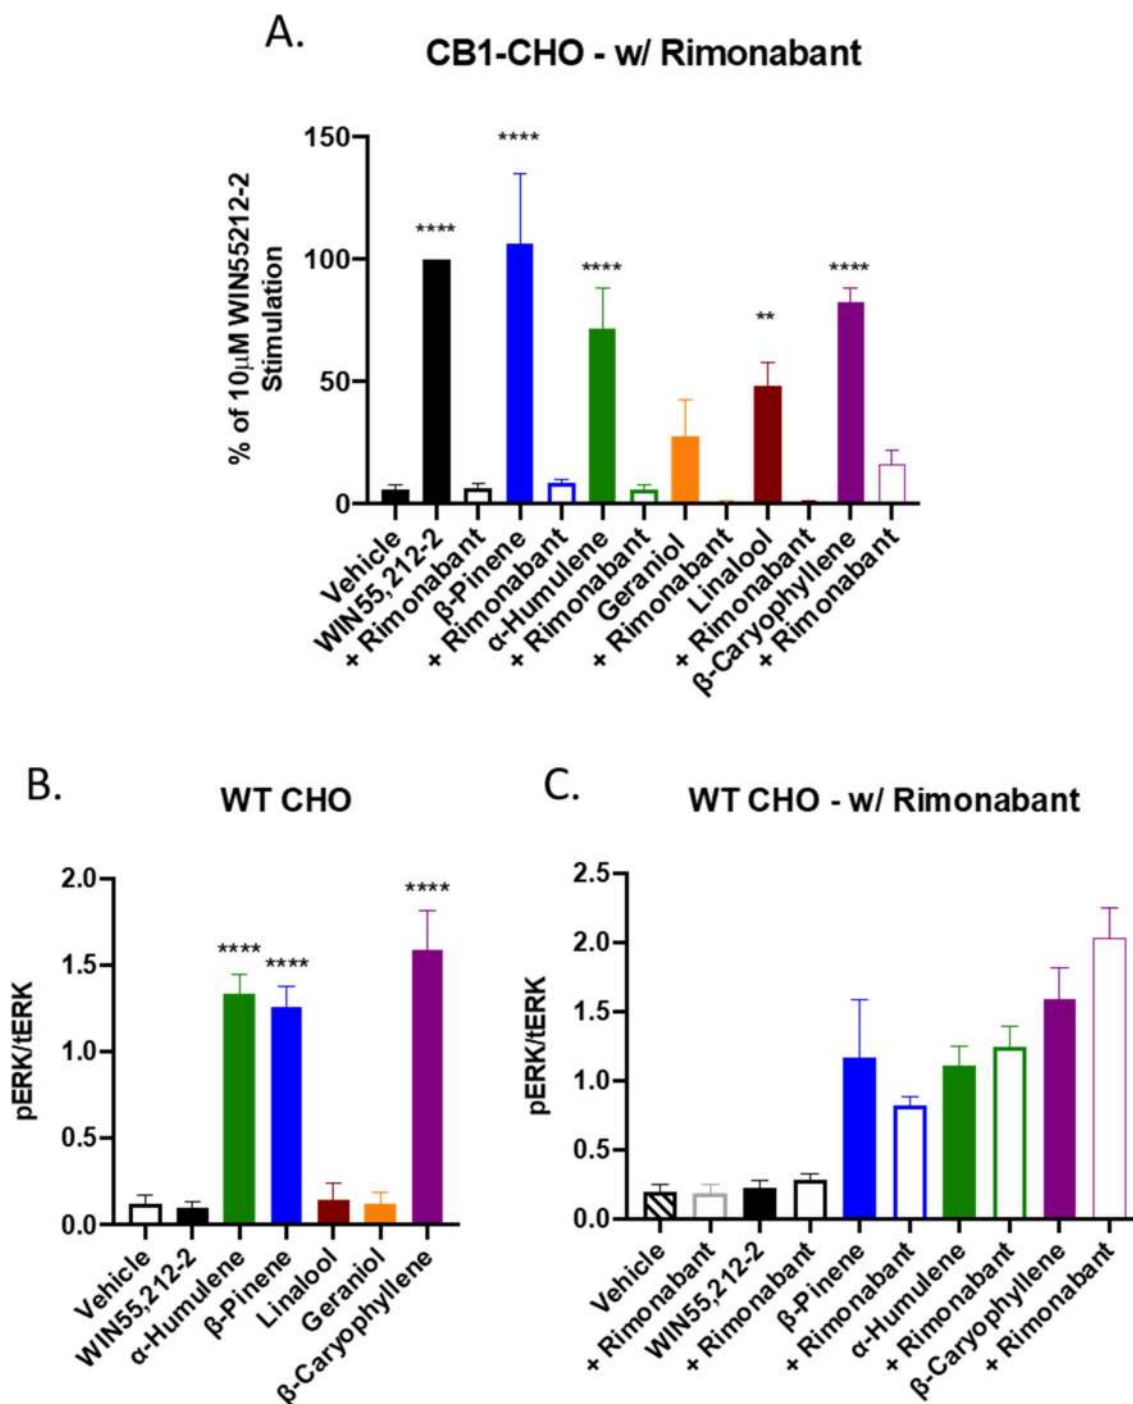 A.
CB1-CHO - w/ Rimonabant
% of 10µM WIN55212-2
Stimulation
150
100
50
0
****
****
****
**
****
Vehicle
WIN55,212-2
+ Rimonabant
β-Pinene
+ Rimonabant
α-Humulene
+ Rimonabant
Geraniol
+ Rimonabant
Linalool
+ Rimonabant
β-Caryophyllene
+ Rimonabant
B.
WT CHO
pERK/tERK
2.0
1.5
1.0
0.5
0.0
****
****
****
Vehicle
WIN55,212-2
α-Humulene
β-Pinene
Linalool
Geraniol
β-Caryophyllene
C.
WT CHO - w/ Rimonabant
pERK/tERK
2.5
2.0
1.5
1.0
0.5
0.0
Vehicle
+ Rimonabant
WIN55,212-2
+ Rimonabant
β-Pinene
+ Rimonabant
α-Humulene
+ Rimonabant
β-Caryophyllene
+ Rimonabant